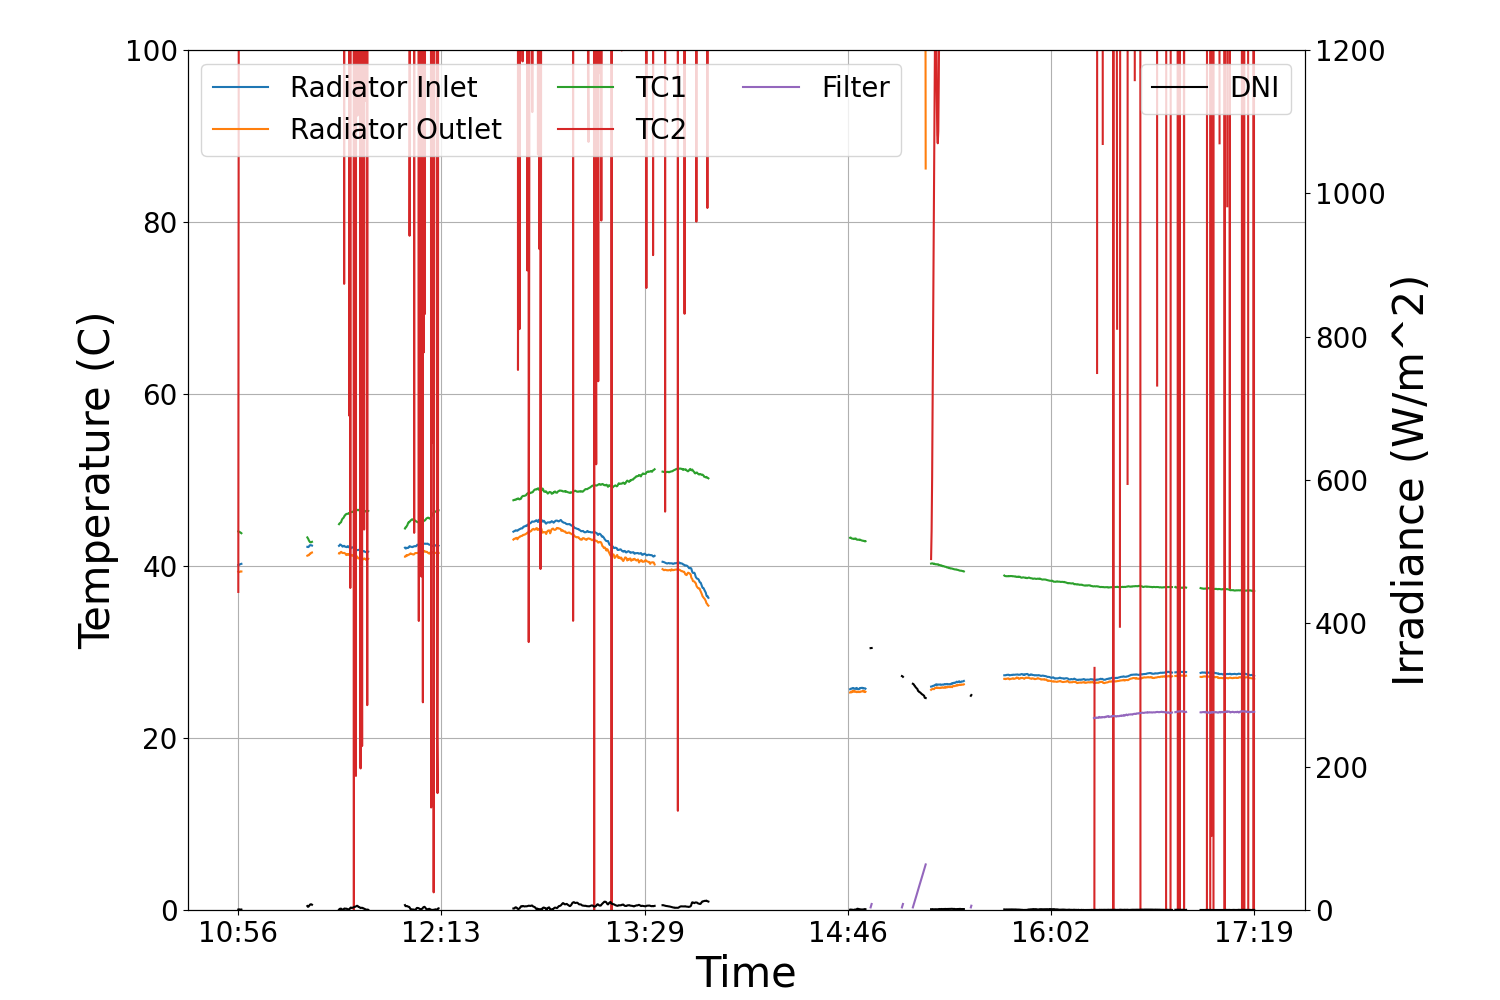 100
80
60
40
20
0
Temperature (C)
Radiator Inlet
Radiator Outlet
TC1
TC2
Filter
DNI
1200
1000
800
600
400
200
0
Irradiance (W/m^2)
10:56
12:13
13:29
14:46
16:02
17:19
Time